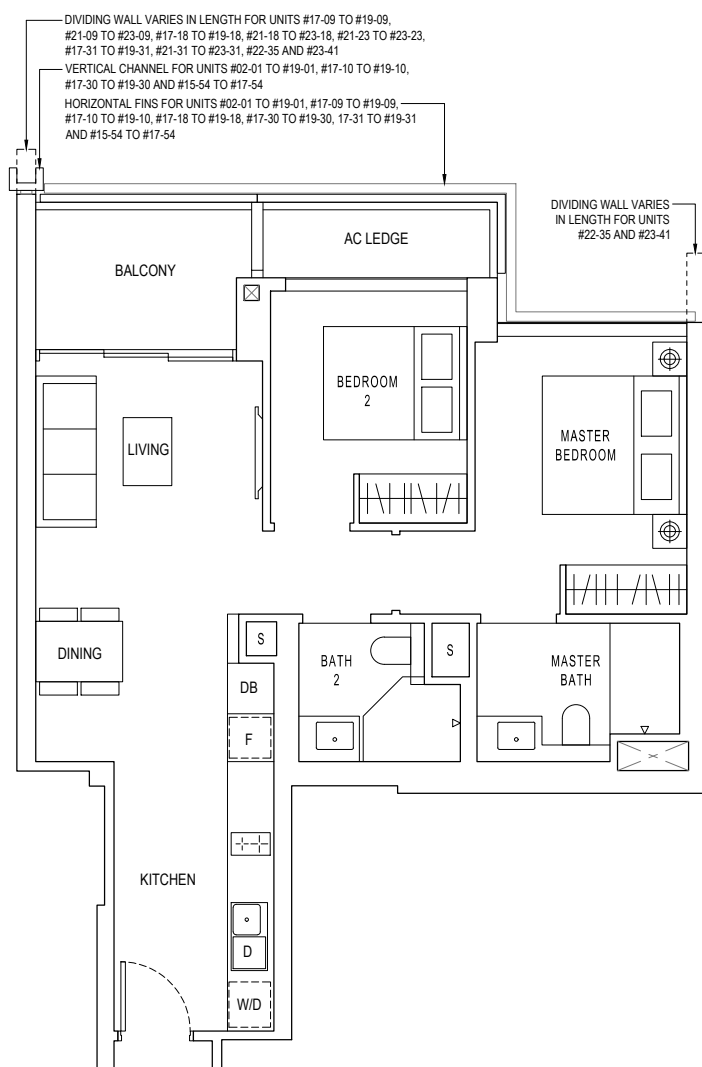 DIVIDING WALL VARIES IN LENGTH FOR UNITS #17-09 TO #19-09,
#21-09 TO #23-09, #17-18 TO #19-18, #21-18 TO #23-18, #21-23 TO #23-23,
#17-31 TO #19-31, #21-31 TO #23-31, #22-35 AND #23-41
VERTICAL CHANNEL FOR UNITS #02-01 TO #19-01, #17-10 TO #19-10,
#17-30 TO #19-30 AND #15-54 TO #17-54
HORIZONTAL FINS FOR UNITS #02-01 TO #19-01, #17-09 TO #19-09,
#17-10 TO #19-10, #17-18 TO #19-18, #17-30 TO #19-30, 17-31 TO #19-31
AND #15-54 TO #17-54
DIVIDING WALL VARIES
IN LENGTH FOR UNITS
#22-35 AND #23-41
AC LEDGE
BALCONY
BEDROOM
2
LIVING
MASTER
BEDROOM
DINING
S
BATH
2
S
MASTER
BATH
DB
F
KITCHEN
D
W/D